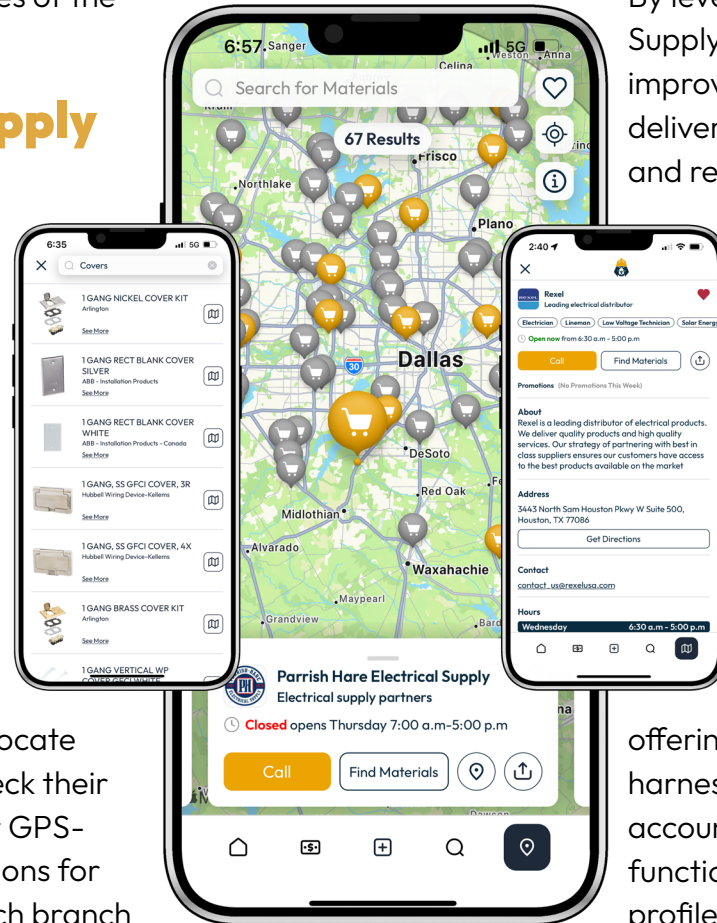 es of the
pply
By leve
Supply
improv
deliver
and re
6:57
5G
Search for Materials
67 Results
Sanger
Celina
Weston
Anna
Krum
Frisco
Northlake
Plano
30
Dallas
DeSoto
Red Oak
Midlothian
Alvarado
Waxahachie
Maypearl
Grandview
Bard
Parrish Hare Electrical Supply
Electrical supply partners
Closed opens Thursday 7:00 a.m-5:00 p.m
Call
Find Materials
na
Dawson
6:35
5G
Covers
1 GANG NICKEL COVER KIT
Arlington
See More
1 GANG RECT BLANK COVER
SILVER
ABB - Installation Products
See More
1 GANG RECT BLANK COVER
WHITE
ABB - Installation Products - Canada
See More
1 GANG, SS GFCI COVER, 3R
Hubbell Wiring Device-Kellems
See More
1 GANG, SS GFCI COVER, 4X
Hubbell Wiring Device-Kellems
See More
1 GANG BRASS COVER KIT
Arlington
See More
1 GANG VERTICAL WP
COVER GFCI WHITE
2:40
REXEL
Rexel
Leading electrical distributor
Electrician
Lineman
Low Voltage Technician
Solar Energy
Open now from 6:30 a.m - 5:00 p.m
Call
Find Materials
Promotions (No Promotions This Week)
About
Rexel is a leading distributor of electrical products.
We deliver quality products and high quality
services. Our strategy of partnering with best in
class suppliers ensures our customers have access
to the best products available on the market
Address
3443 North Sam Houston Pkwy W Suite 500,
Houston, TX 77086
Get Directions
Contact
contact_us@rexelusa.com
Hours
Wednesday 6:30 a.m - 5:00 p.m
ocate
eck their
GPS-
ons for
ch branch
offerin
harnes
accour
functio
profile